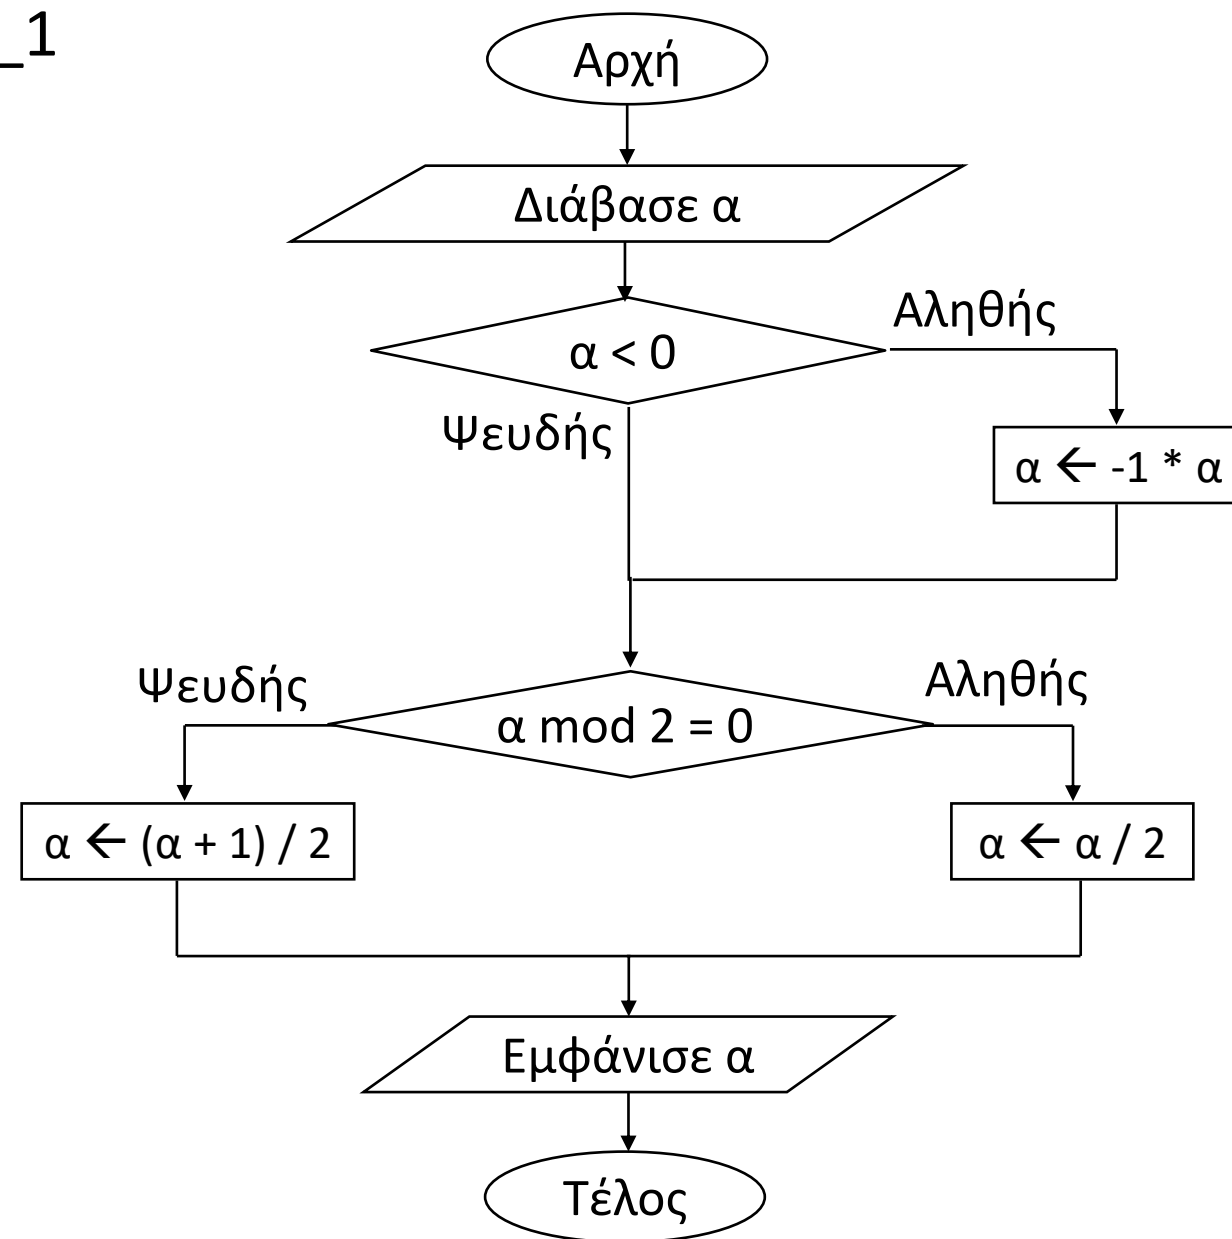 _1
Αρχή
Διάβασε α
α < 0
Αληθής
Ψευδής
α ← -1 * α
Ψευδής
α mod 2 = 0
Αληθής
α ← (α + 1) / 2
α ← α / 2
Εμφάνισε α
Τέλος